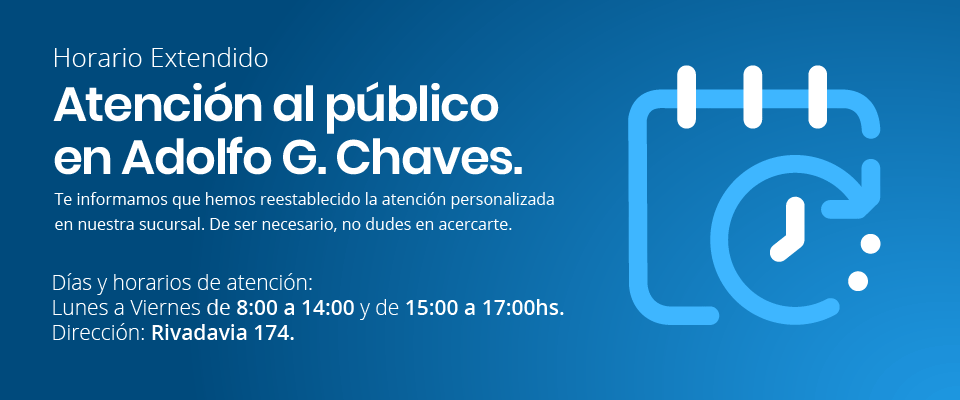 Horario Extendido
Atención al público
en Adolfo G. Chaves.
Te informamos que hemos reestablecido la atención personalizada
en nuestra sucursal. De ser necesario, no dudes en acercarte.
Días y horarios de atención:
Lunes a Viernes de 8:00 a 14:00 y de 15:00 a 17:00hs.
Dirección: Rivadavia 174.